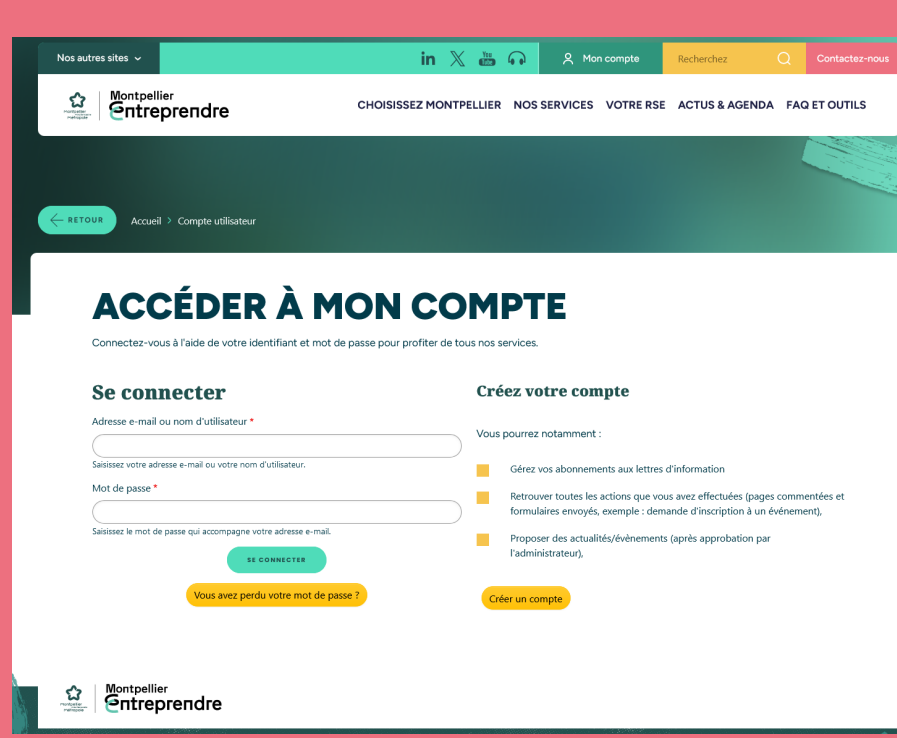 Nos autres sites
You Tube
Mon compte
Recherchez
Contactez-nous
Montpellier
Entreprendre
CHOISISSEZ MONTPELLIER NOS SERVICES VOTRE RSE ACTUS & AGENDA FAQ ET OUTILS
RETOUR
Accueil > Compte utilisateur
ACCÉDER À MON COMPTE
Connectez-vous à l'aide de votre identifiant et mot de passe pour profiter de tous nos services.
Se connecter
Adresse e-mail ou nom d'utilisateur *
Saisissez votre adresse e-mail ou votre nom d'utilisateur.
Mot de passe *
Saisissez le mot de passe qui accompagne votre adresse e-mail.
SE CONNECTER
Vous avez perdu votre mot de passe ?
Créez votre compte
Vous pourrez notamment :
Gérez vos abonnements aux lettres d'information
Retrouver toutes les actions que vous avez effectuées (pages commentées et
formulaires envoyés, exemple : demande d'inscription à un événement),
Proposer des actualités/évènements (après approbation par
l'administrateur),
Créer un compte
Montpellier
Entreprendre